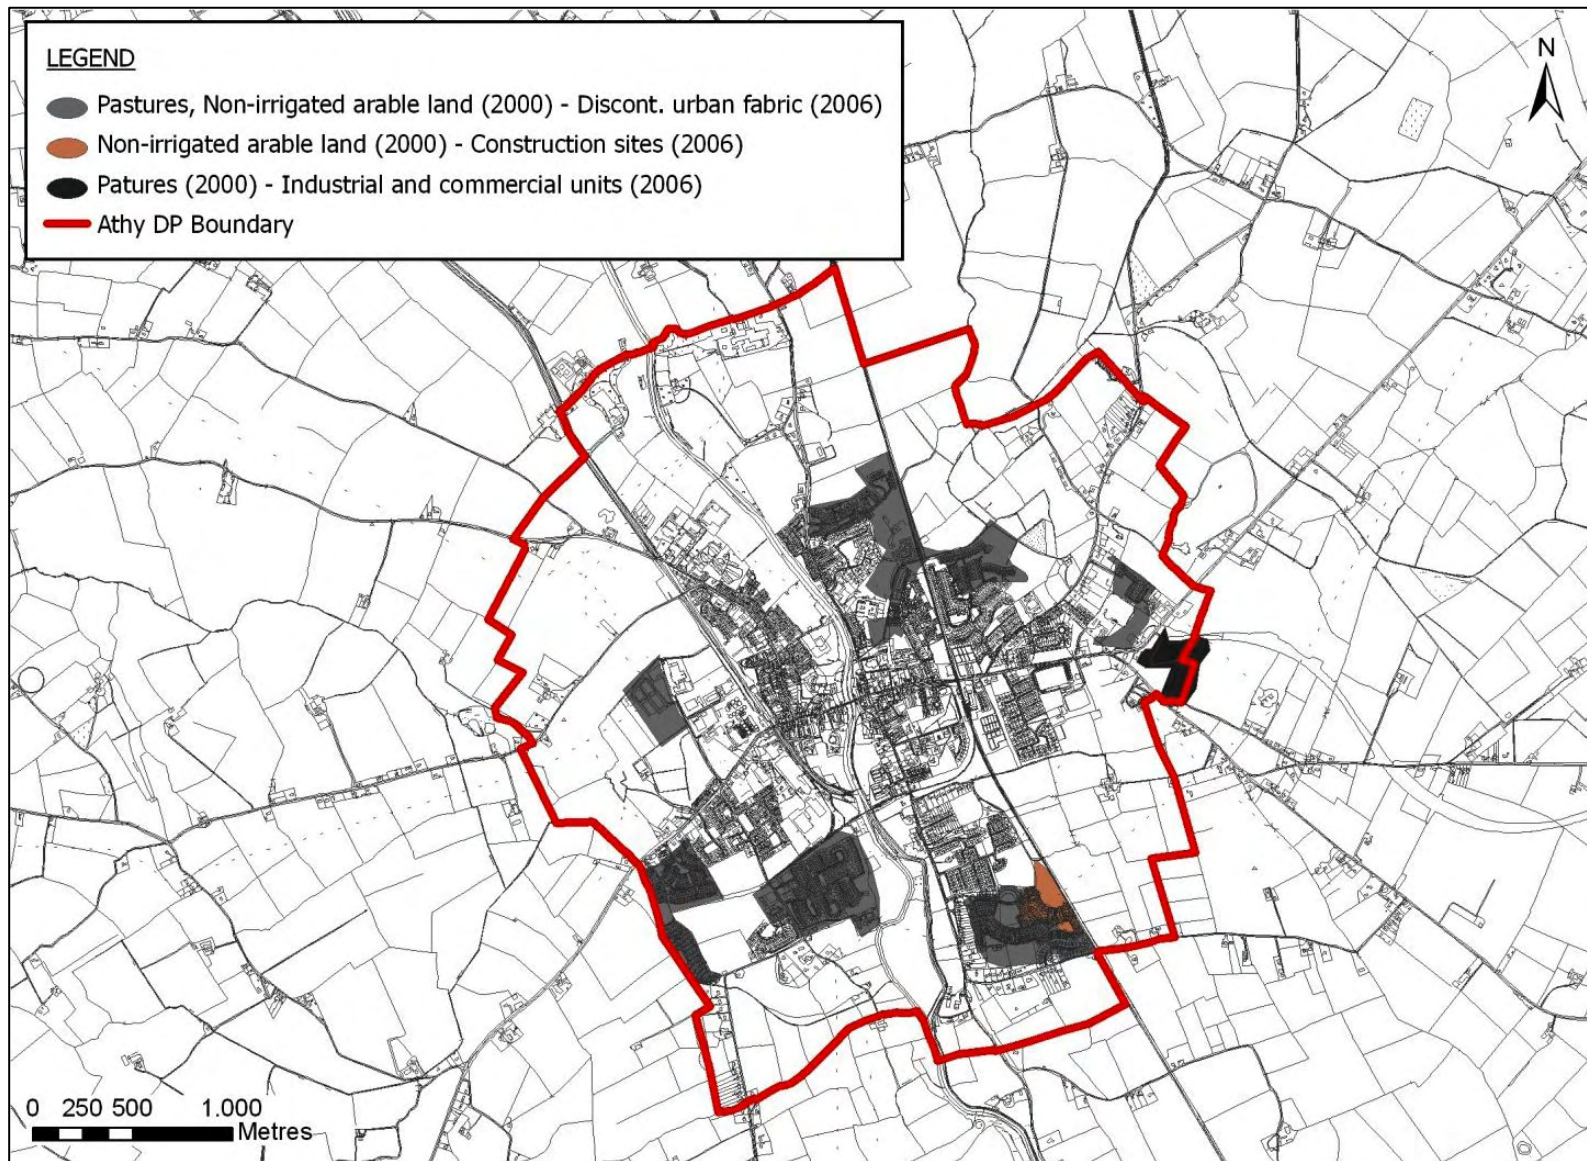 LEGEND
Pastures, Non-irrigated arable land (2000) - Discont. urban fabric (2006)
Non-irrigated arable land (2000) - Construction sites (2006)
Patures (2000) - Industrial and commercial units (2006)
Athy DP Boundary
N
0 250 500 1.000
Metres